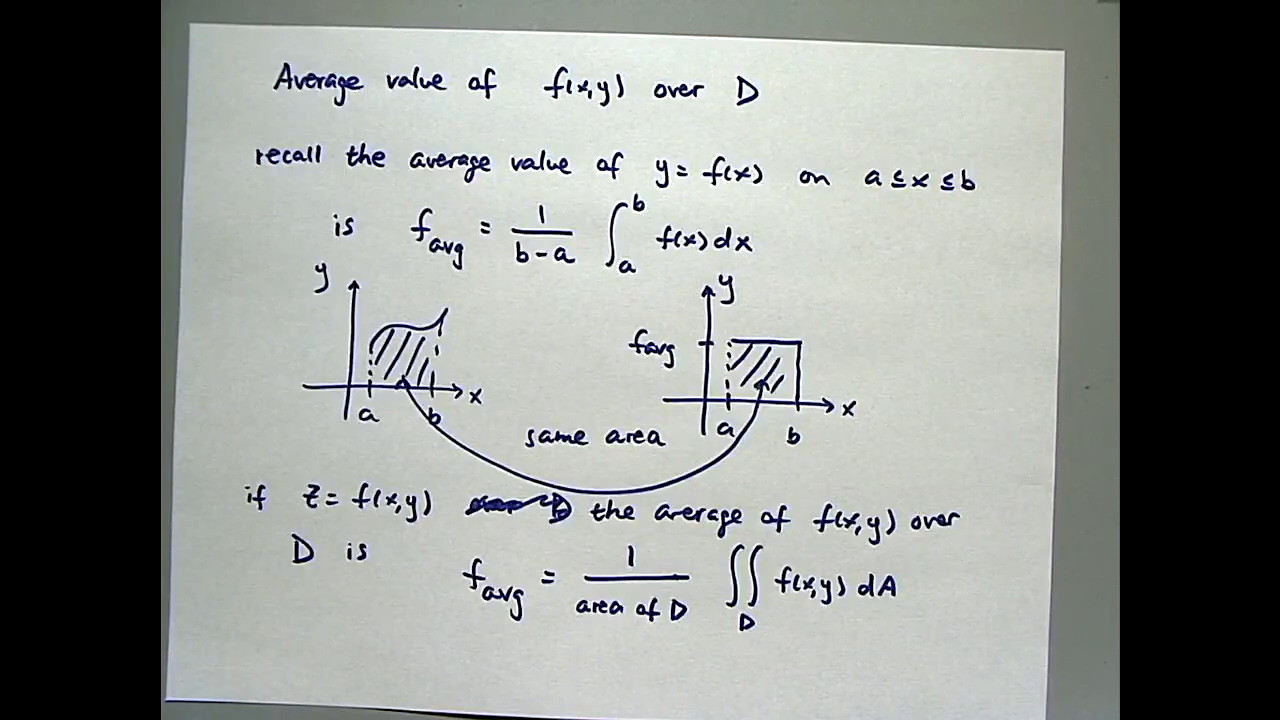 Average value of f(x,y) over D
recall the average value of y = f(x) on a ≤ x ≤ b
is f_avg = 1/(b-a) ∫_a^b f(x) dx
y
y
favg
x
x
a
b
a
b
same area
if z = f(x,y) the average of f(x,y) over
D is
f_avg = 1/(area of D) ∬_D f(x,y) dA